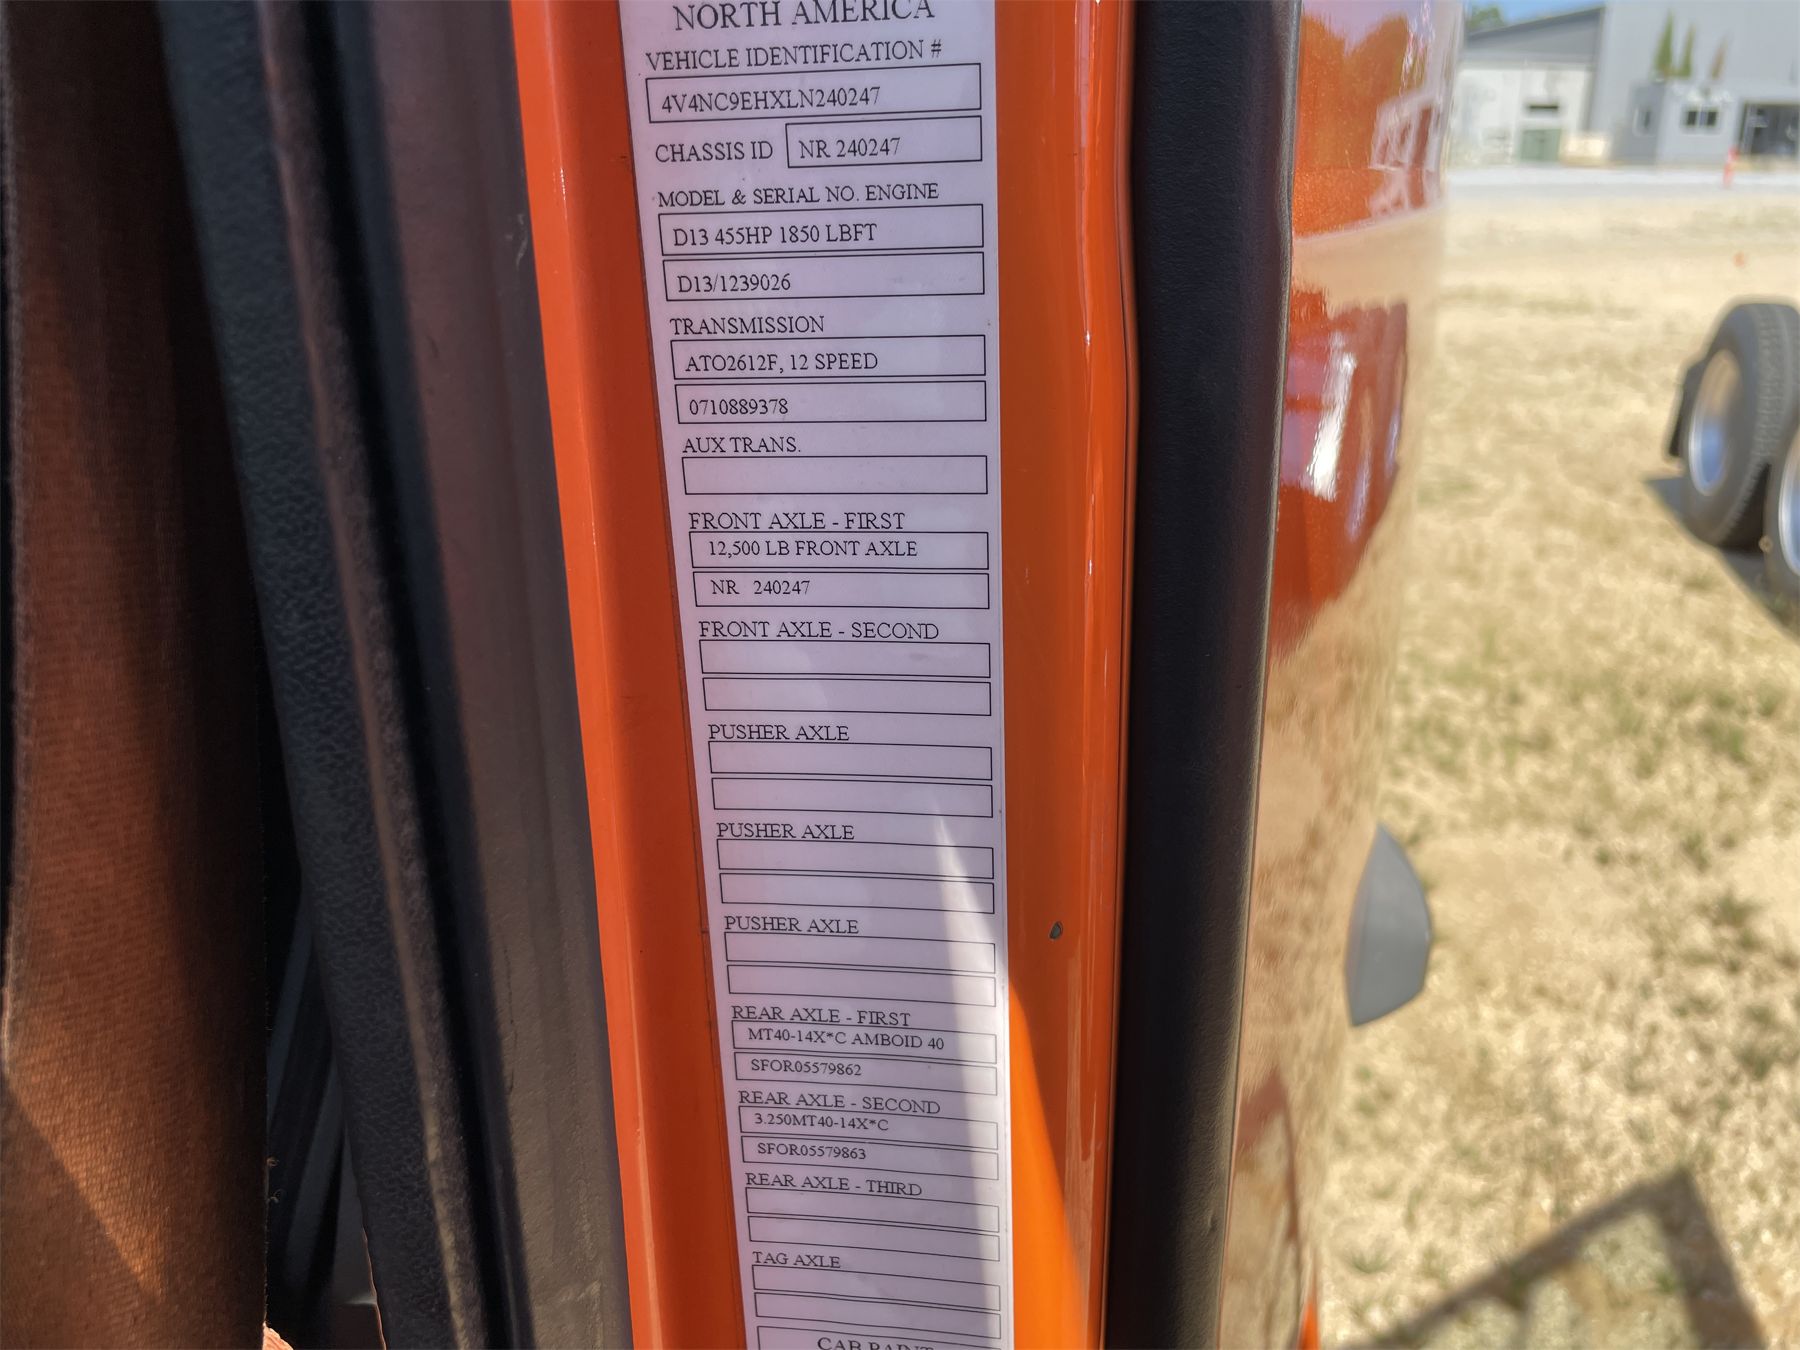 NORTH AMERICA
VEHICLE IDENTIFICATION #
4V4NC9EHXLN240247
CHASSIS ID NR 240247
MODEL & SERIAL NO. ENGINE
D13 455HP 1850 LBFT
D13/1239026
TRANSMISSION
ATO2612F, 12 SPEED
0710889378
AUX TRANS.
FRONT AXLE - FIRST
12,500 LB FRONT AXLE
NR 240247
FRONT AXLE - SECOND
PUSHER AXLE
PUSHER AXLE
PUSHER AXLE
REAR AXLE - FIRST
MT40-14X*C AMBOID 40
SFOR05579862
REAR AXLE - SECOND
3.250MT40-14X*C
SFOR05579863
REAR AXLE - THIRD
TAG AXLE
CAB PAINT